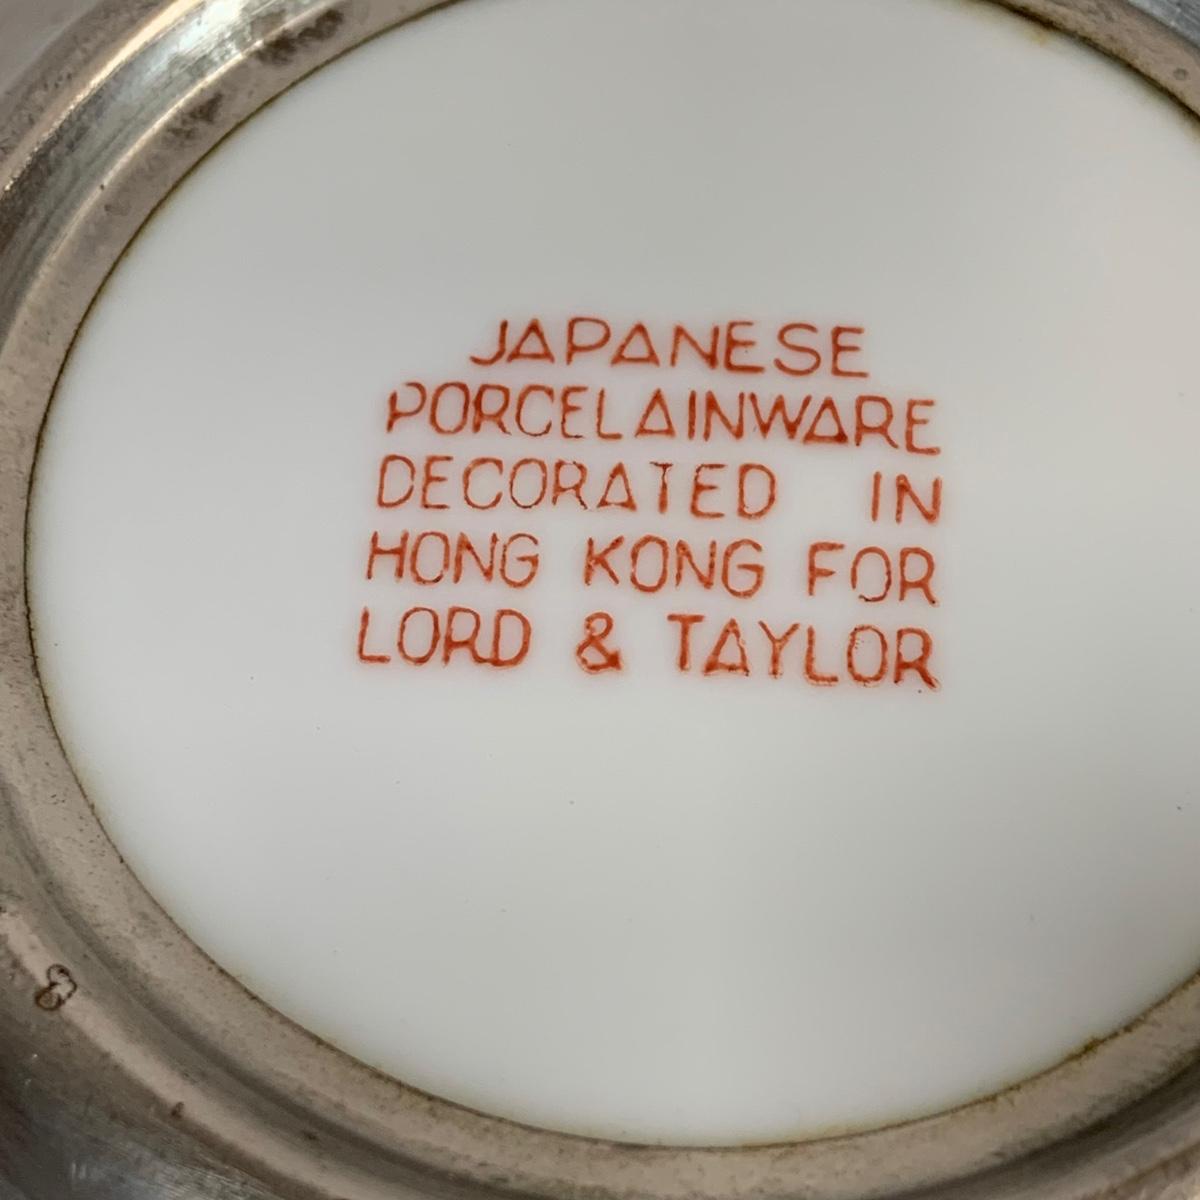 JAPANESE
PORCELAINWARE
DECORATED IN
HONG KONG FOR
LORD & TAYLOR